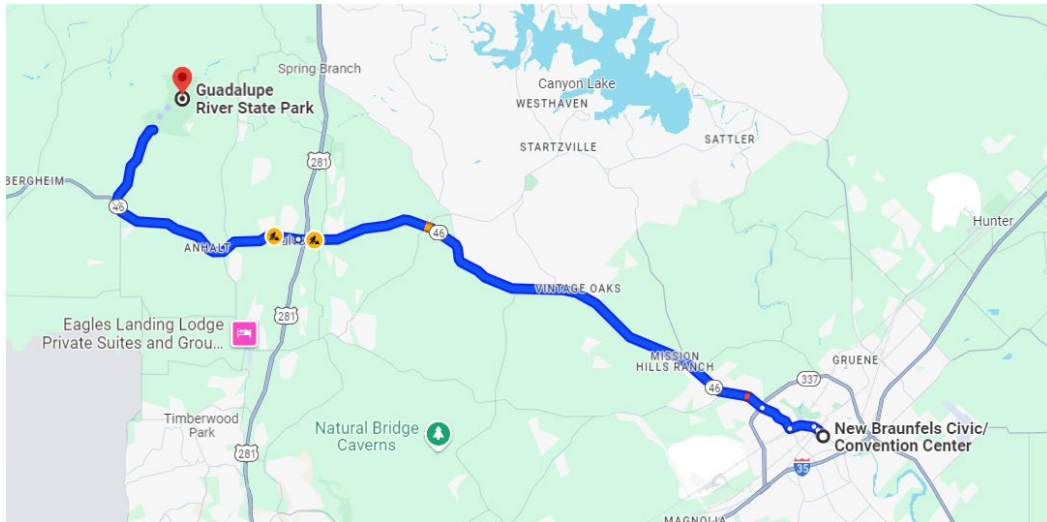 Spring Branch
Guadalupe
River State Park
Canyon Lake
WESTHAVEN
STARTZVILLE
SATTLER
281
BERGHEIM
46
ANHALT
46
Hunter
VINTAGE OAKS
281
Eagles Landing Lodge
Private Suites and Grou...
MISSION
HILLS RANCH
GRUENE
337
46
Timberwood
Park
Natural Bridge
Caverns
New Braunfels Civic/
Convention Center
281
35
MAGNOLIA